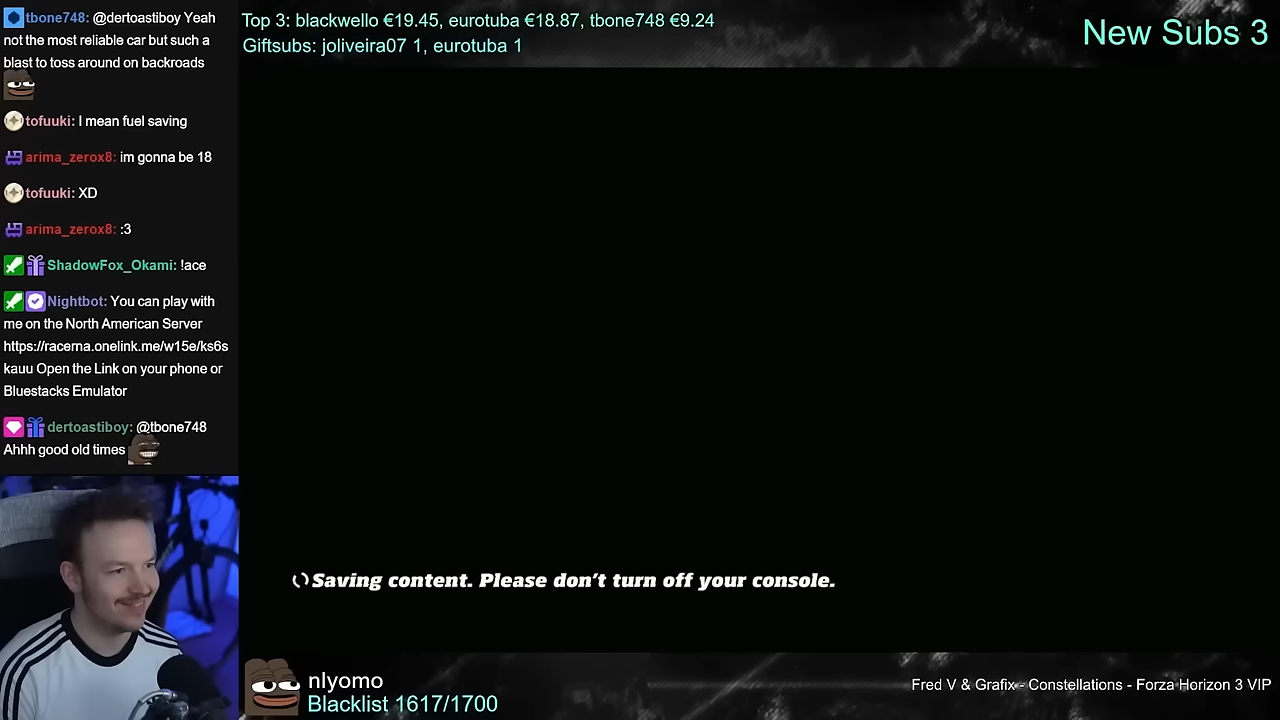 tbone748: @dertoastiboy Yeah
not the most reliable car but such a
blast to toss around on backroads
tofuuki: I mean fuel saving
arima_zerox8: im gonna be 18
tofuuki: XD
arima_zerox8: :3
ShadowFox_Okami: !ace
Nightbot: You can play with
me on the North American Server
https://racerna.onelink.me/w15e/ks6s
kauu Open the Link on your phone or
Bluestacks Emulator
dertoastiboy: @tbone748
Ahhh good old times
Top 3: blackwello €19.45, eurotuba €18.87, tbone748 €9.24
Giftsubs: joliveira07 1, eurotuba 1
New Subs 3
Saving content. Please don't turn off your console.
nlyomo
Blacklist 1617/1700
Fred V & Grafix - Constellations - Forza Horizon 3 VIP